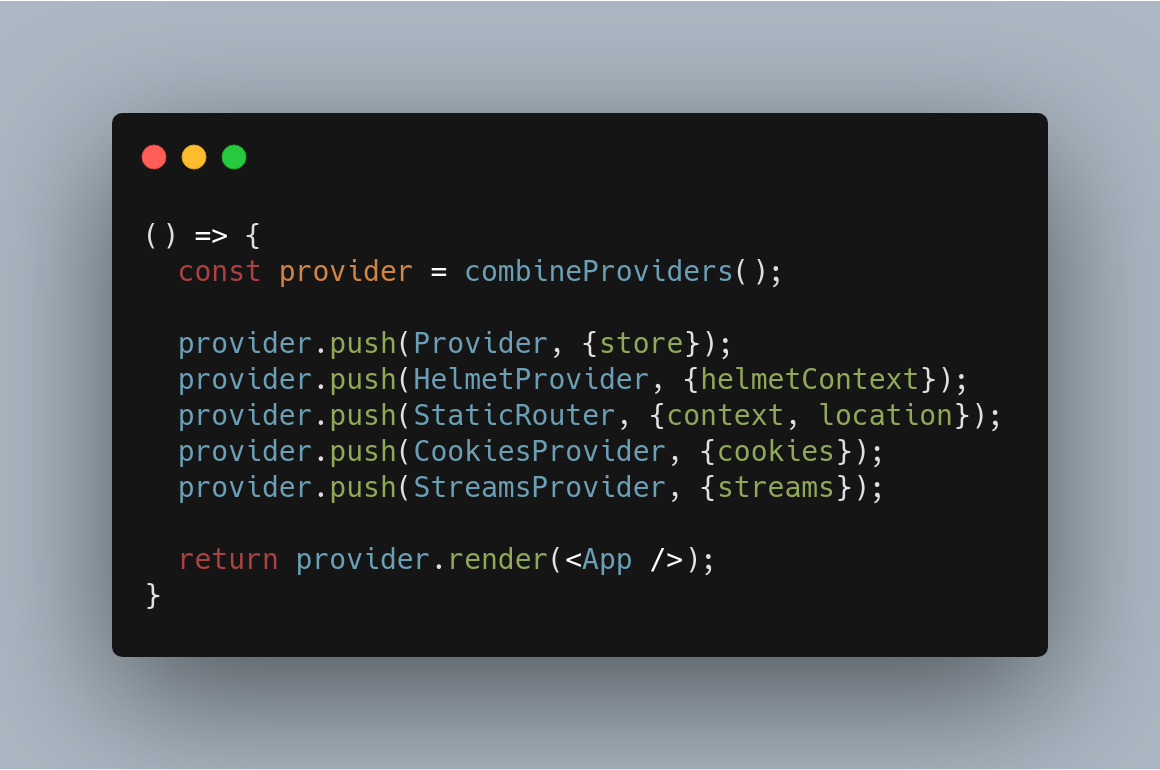 () => {
  const provider = combineProviders();

  provider.push(Provider, {store});
  provider.push(HelmetProvider, {helmetContext});
  provider.push(StaticRouter, {context, location});
  provider.push(CookiesProvider, {cookies});
  provider.push(StreamsProvider, {streams});

  return provider.render(<App />);
}